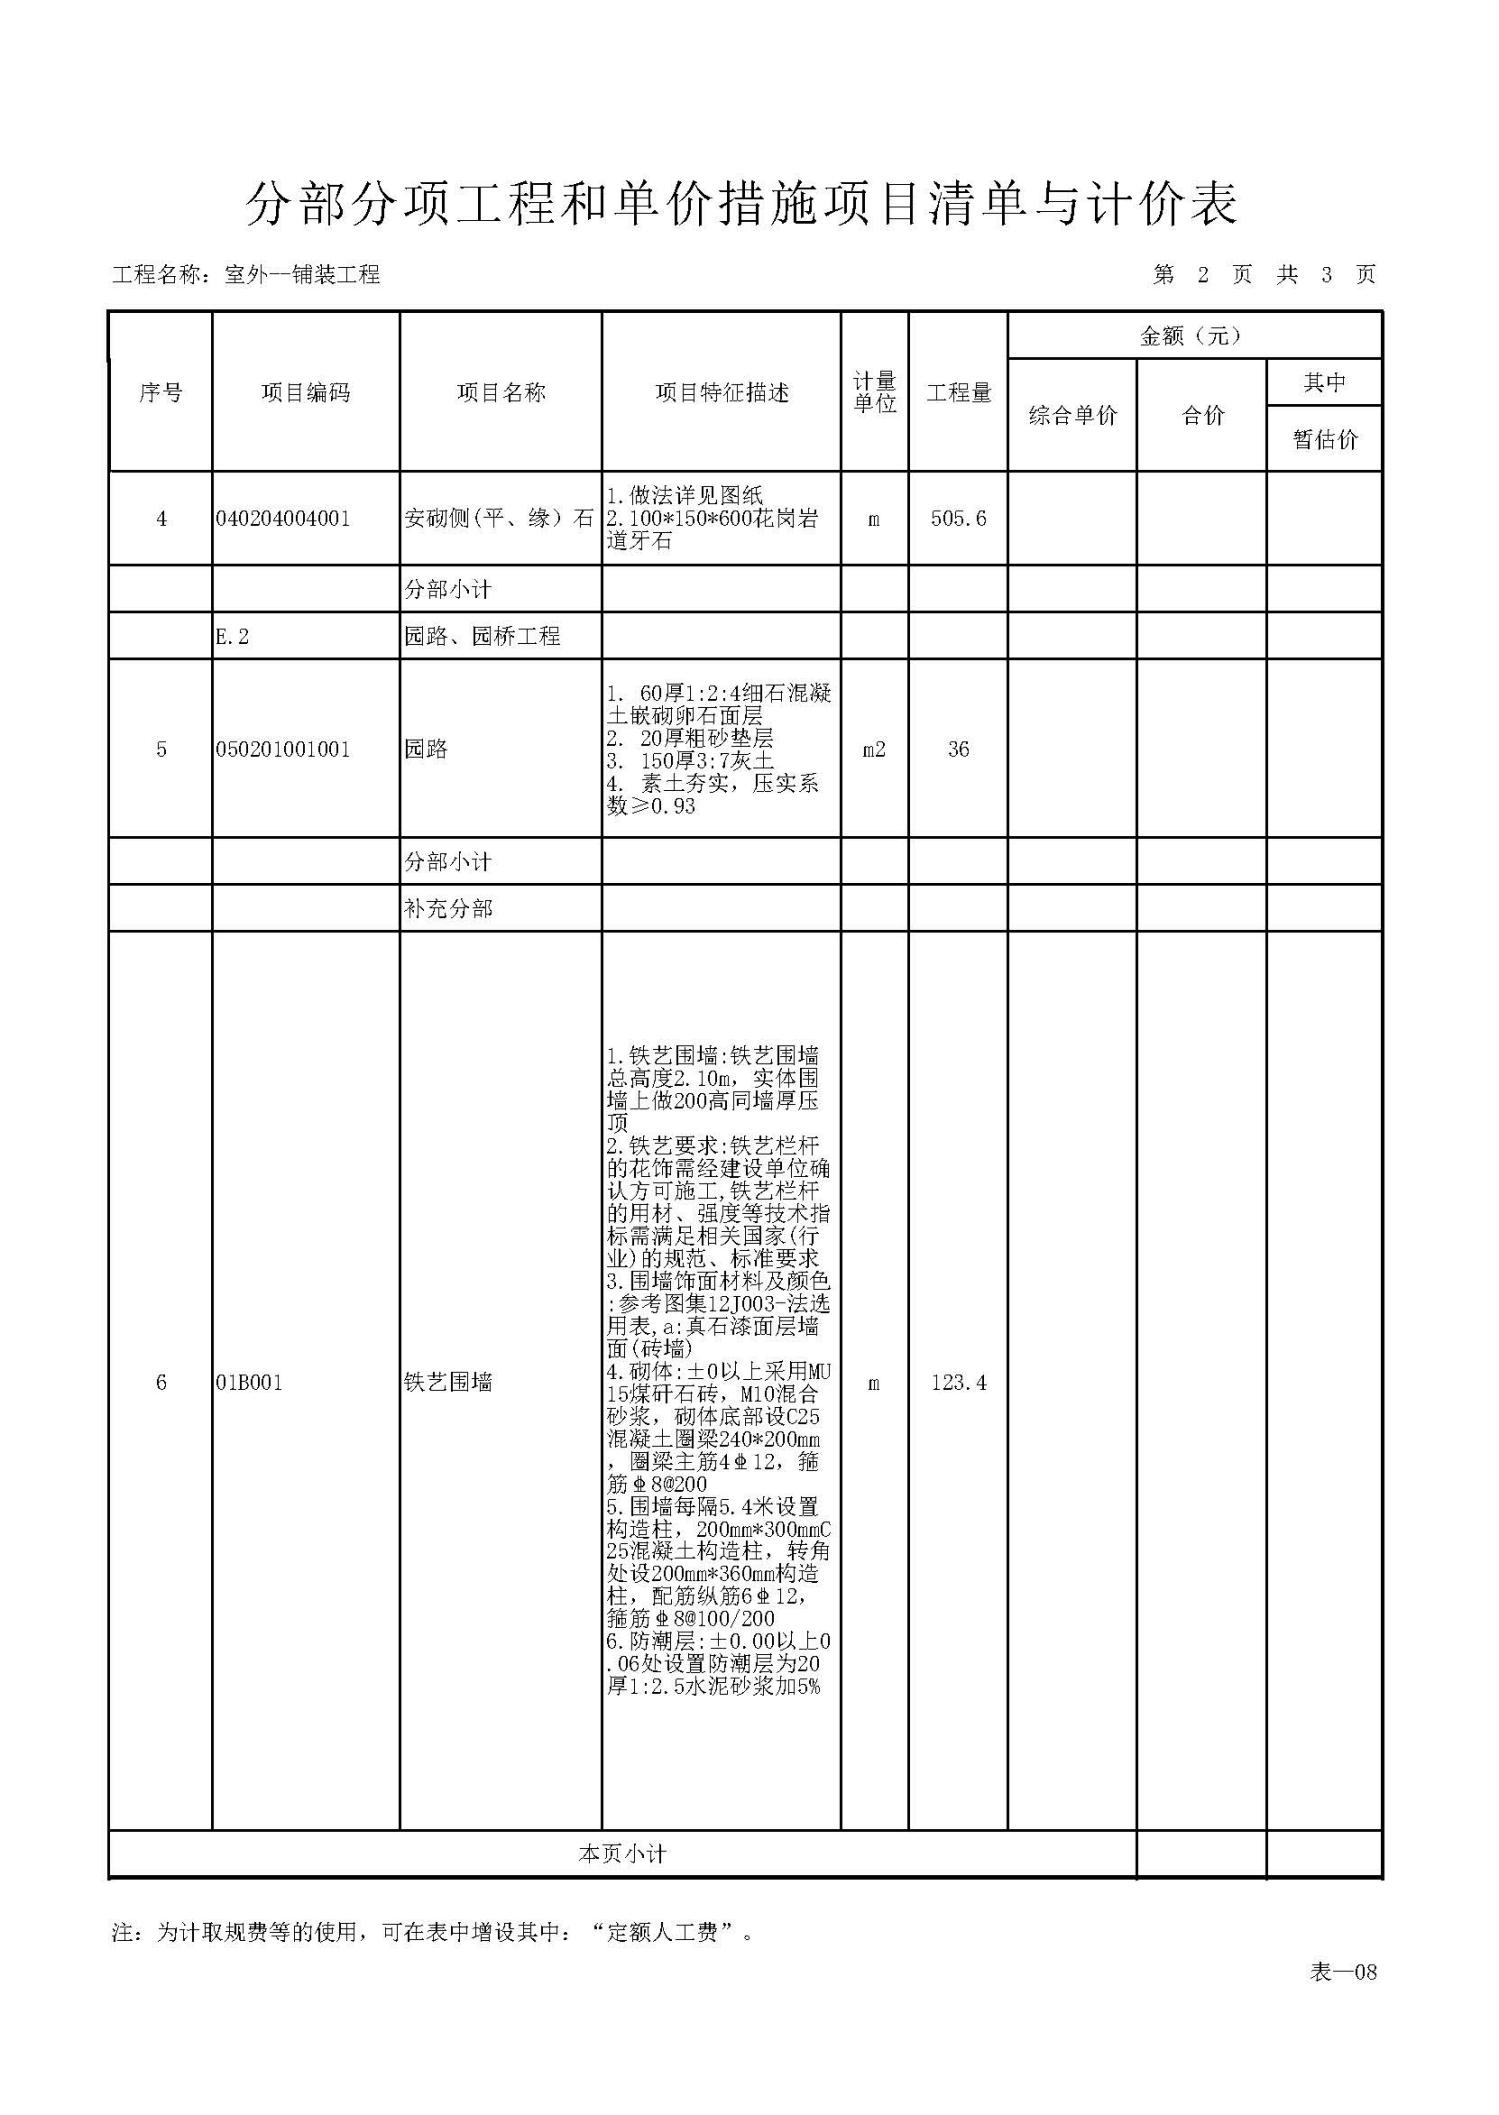 分部分项工程和单价措施项目清单与计价表
工程名称：室外--铺装工程
第 2 页 共 3 页
金额（元）
序号 项目编码 项目名称 项目特征描述 计量
单位 工程量 综合单价 合价 其中
暂估价
4 040204004001 安砌侧(平、缘）石 1.做法详见图纸
2.100*150*600花岗岩
道牙石
m 505.6
分部小计
E.2 园路、园桥工程
5 050201001001 园路 1. 60厚1:2:4细石混凝
土嵌砌卵石面层
2. 20厚粗砂垫层
3. 150厚3:7灰土
4. 素土夯实，压实系
数≥0.93
m2 36
分部小计
补充分部
6 01B001 铁艺围墙 1.铁艺围墙:铁艺围墙
总高度2.10m，实体围
墙上做200高同墙厚压
顶
2.铁艺要求:铁艺栏杆
的花饰需经建设单位确
认方可施工,铁艺栏杆
的用材、强度等技术指
标需满足相关国家(行
业)的规范、标准要求
3.围墙饰面材料及颜色
:参考图集12J003-法选
用表,a:真石漆面层墙
面(砖墙)
4.砌体:±0以上采用MU
15煤矸石砖，M10混合
砂浆，砌体底部设C25
混凝土圈梁240*200mm
，圈梁主筋4φ12，箍
筋φ8@200
5.围墙每隔5.4米设置
构造柱，200mm*300mmC
25混凝土构造柱，转角
处设200mm*360mm构造
柱，配筋纵筋6φ12，
箍筋φ8@100/200
6.防潮层:±0.00以上0
.06处设置防潮层为20
厚1:2.5水泥砂浆加5%
m 123.4
本页小计
注：为计取规费等的使用，可在表中增设其中：“定额人工费”。
表—08